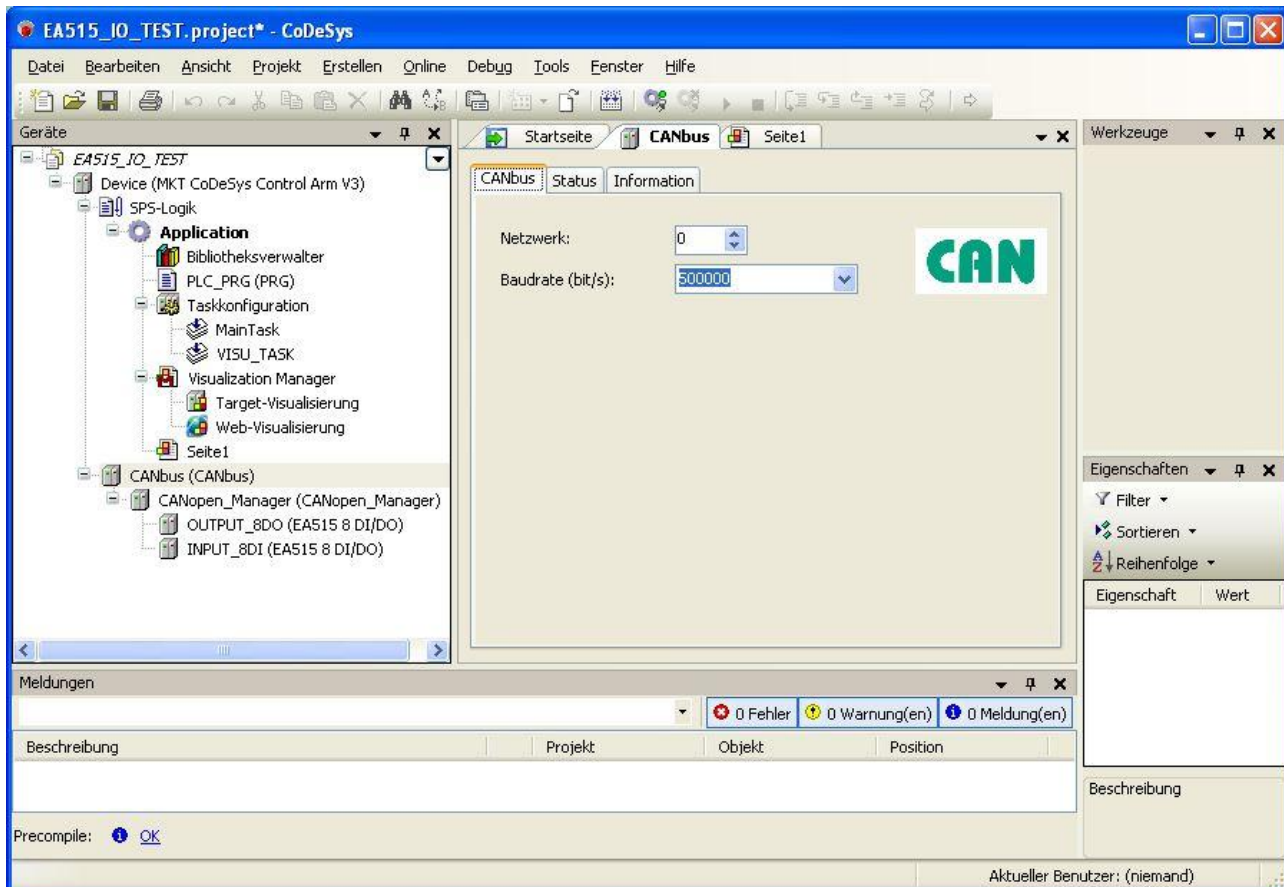 EA515_IO_TEST.project* - CoDeSys
Datei Bearbeiten Ansicht Projekt Erstellen Online Debug Tools Fenster Hilfe
Geräte
EA515_IO_TEST
Device (MKT CoDeSys Control Arm V3)
SPS-Logik
Application
Bibliotheksverwalter
PLC_PRG (PRG)
Taskkonfiguration
MainTask
VISU_TASK
Visualization Manager
Target-Visualisierung
Web-Visualisierung
Seite1
CANbus (CANbus)
CANopen_Manager (CANopen_Manager)
OUTPUT_8DO (EA515 8 DI/DO)
INPUT_8DI (EA515 8 DI/DO)
Startseite CANbus Seite1
CANbus Status Information
Netzwerk: 0
Baudrate (bit/s): 500000
CAN
Werkzeuge
Eigenschaften
Filter
Sortieren
Reihenfolge
Eigenschaft Wert
Beschreibung
Meldungen
0 Fehler 0 Warnung(en) 0 Meldung(en)
Beschreibung Projekt Objekt Position
Precompile: OK
Aktueller Benutzer: (niemand)